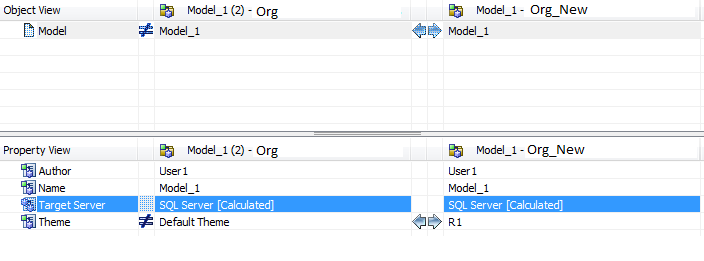 Object View Model_1 (2) - Org Model_1 - Org_New
Model Model_1 Model_1
Property View Model_1 (2) - Org Model_1 - Org_New
Author User1 User1
Name Model_1 Model_1
Target Server SQL Server [Calculated] SQL Server [Calculated]
Theme Default Theme R1